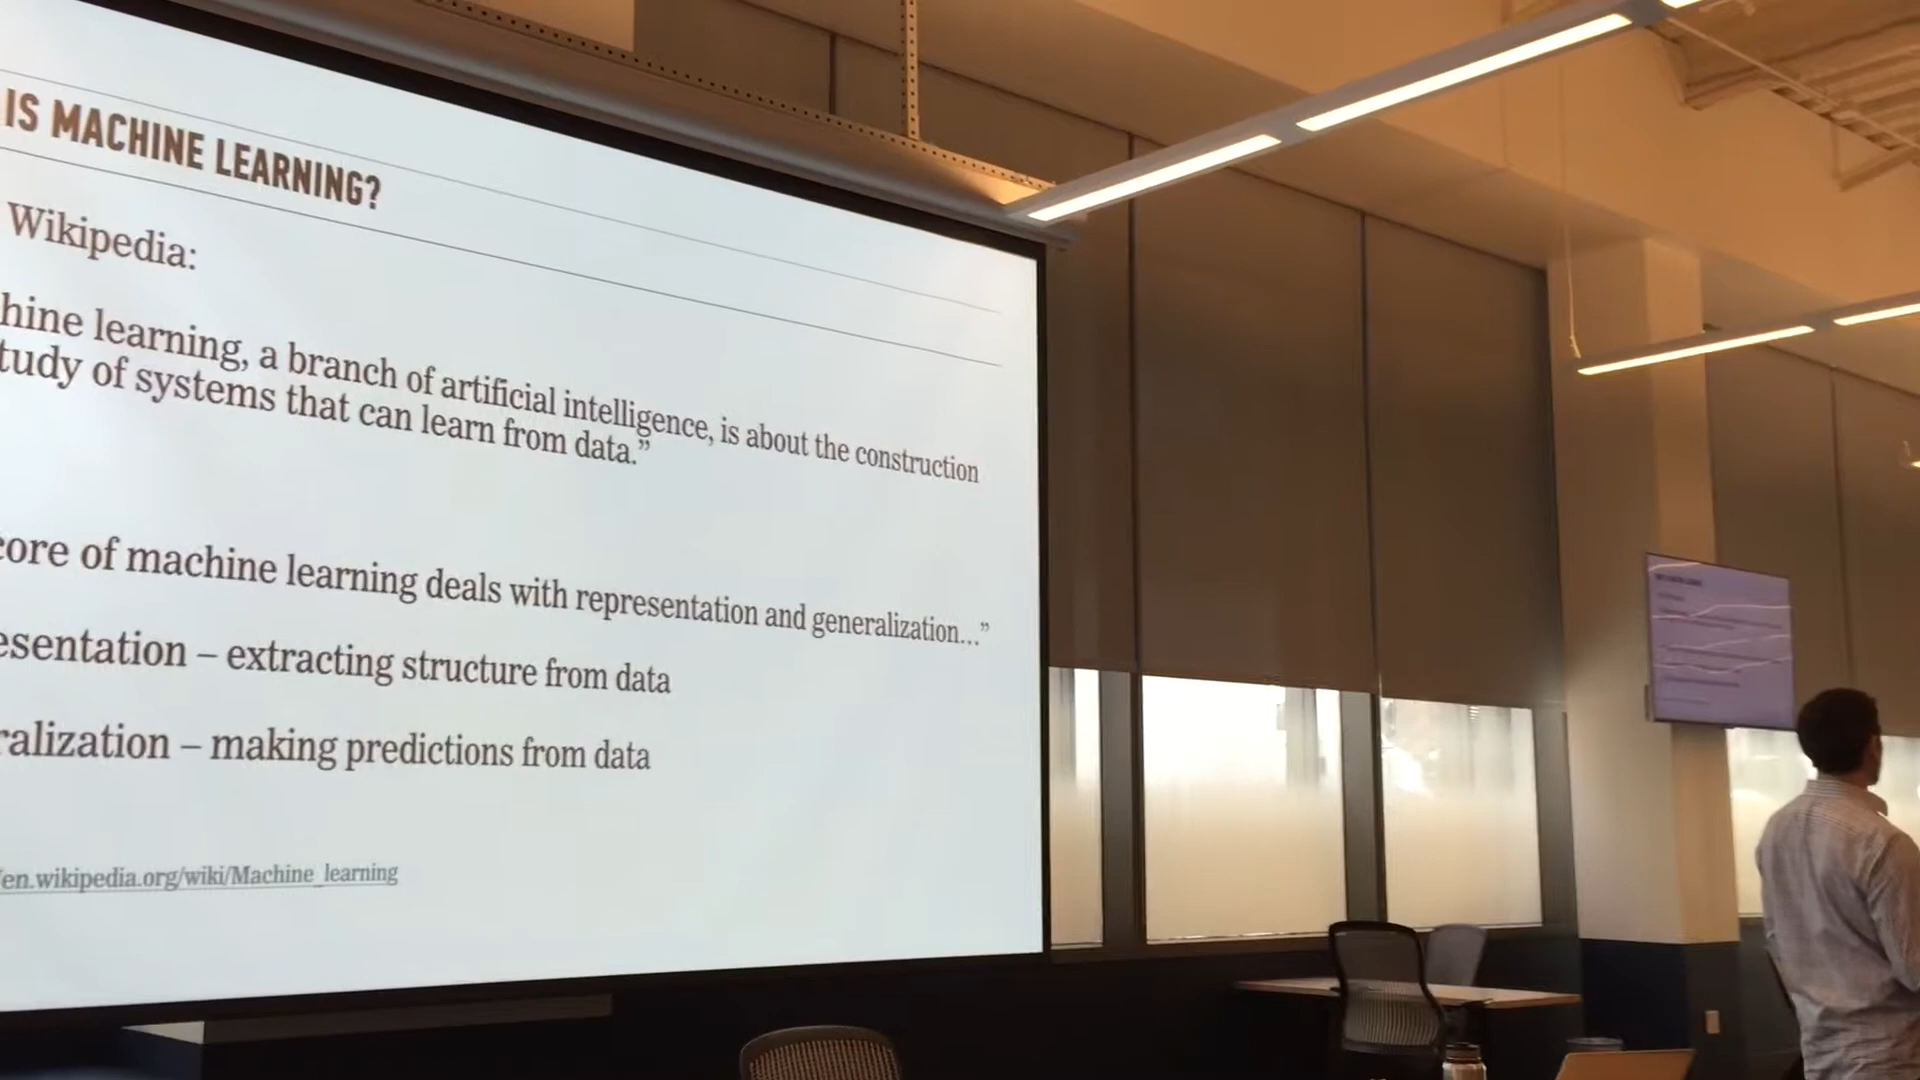 IS MACHINE LEARNING?
Wikipedia:
hine learning, a branch of artificial intelligence, is about the construction
tudy of systems that can learn from data.”
core of machine learning deals with representation and generalization...”
esentation – extracting structure from data
ralization – making predictions from data
/en.wikipedia.org/wiki/Machine_learning